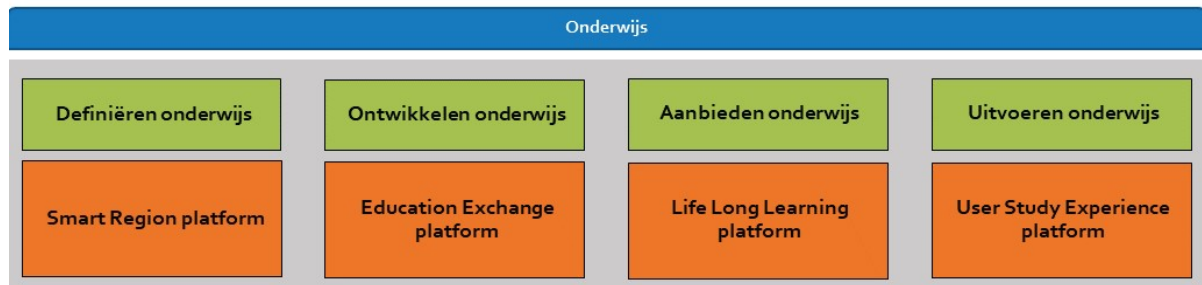 Onderwijs
Definiëren onderwijs
Ontwikkelen onderwijs
Aanbieden onderwijs
Uitvoeren onderwijs
Smart Region platform
Education Exchange
platform
Life Long Learning
platform
User Study Experience
platform